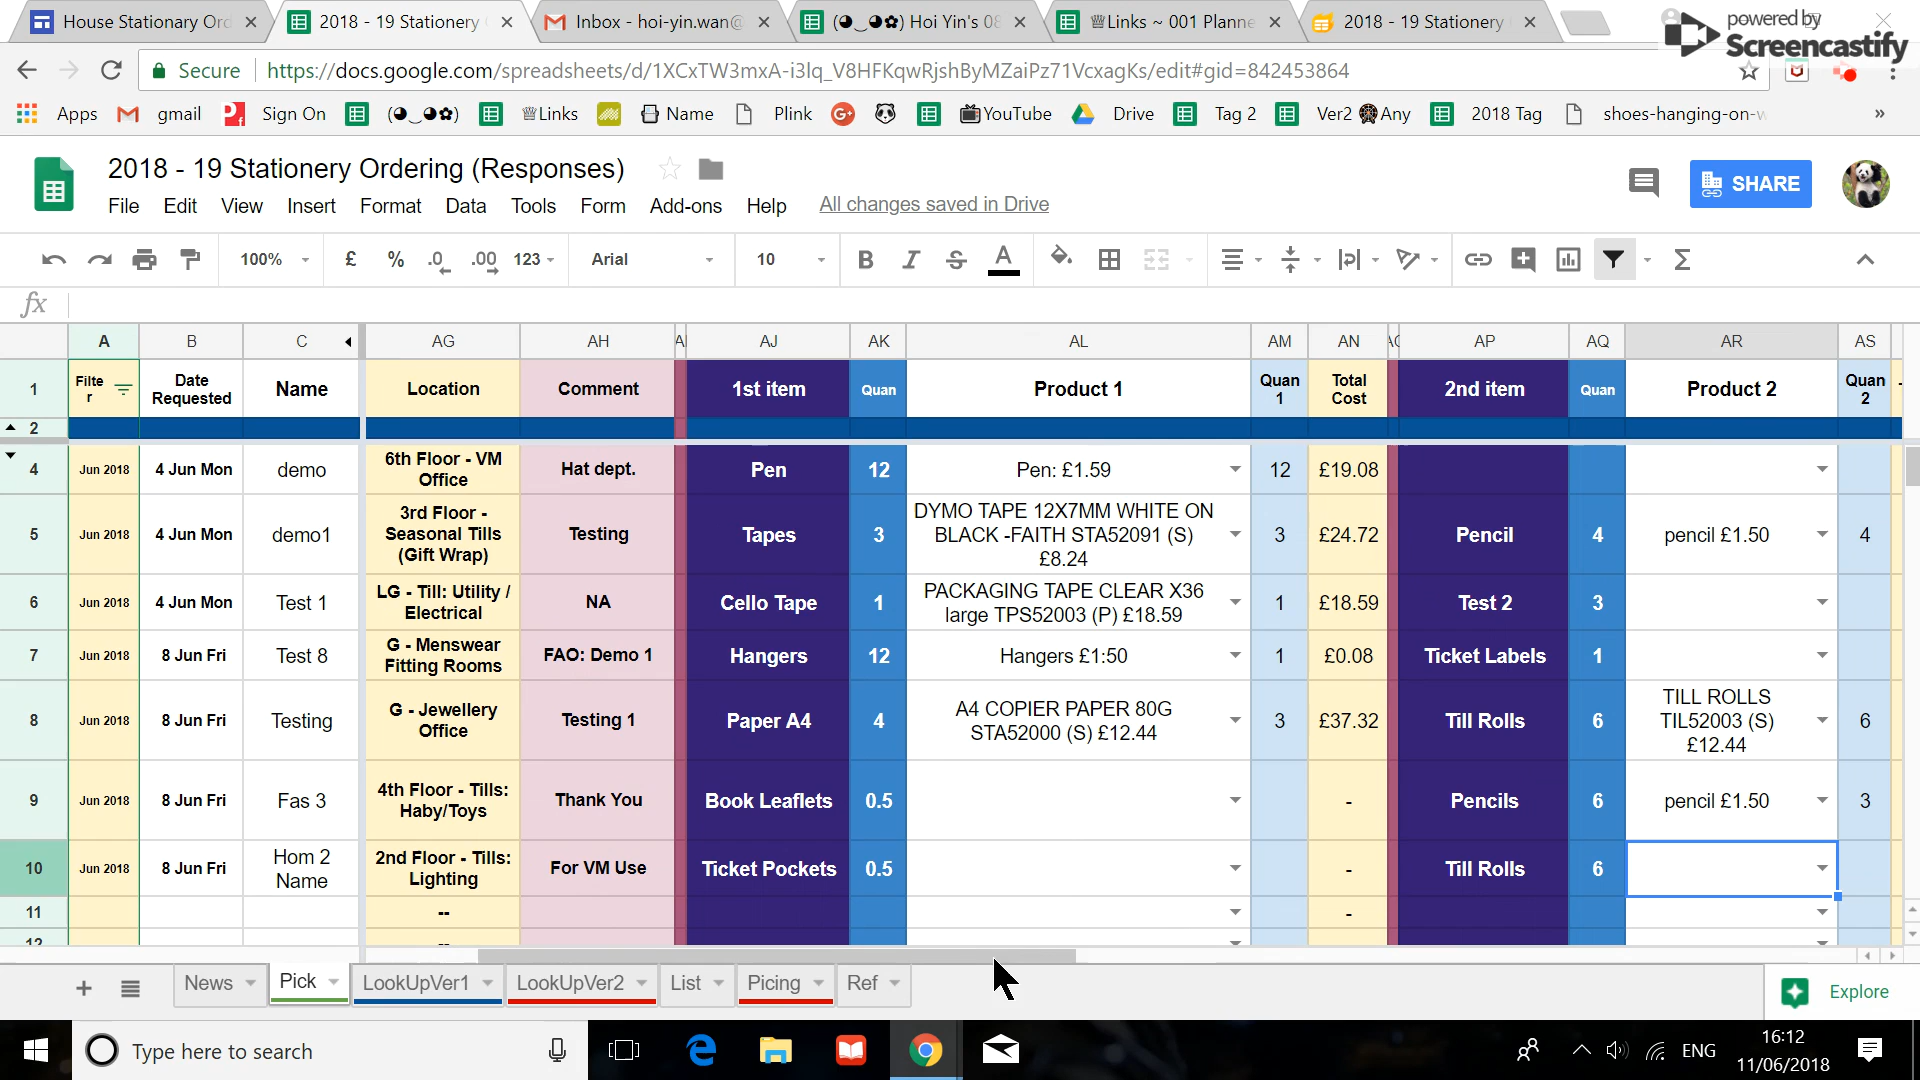 House Stationary Ord
2018 - 19 Stationery
Inbox - hoi-yin.wan@
(◕‿◕✿) Hoi Yin's 08
♕Links ~ 001 Planne
2018 - 19 Stationery
powered by
Screencastify
Secure
https://docs.google.com/spreadsheets/d/1XCxTW3mxA-i3lq_V8HFKqwRjshByMZaiPz71VcxagKs/edit#gid=842453864
Apps
gmail
Sign On
(◕‿◕✿)
♕Links
Name
Plink
YouTube
Drive
Tag 2
Ver2 Any
2018 Tag
shoes-hanging-on-w
»
2018 - 19 Stationery Ordering (Responses)
File Edit View Insert Format Data Tools Form Add-ons Help
All changes saved in Drive
SHARE
100% £ % .0 .00 123 Arial 10 B I S A Σ
fx
A B C AG AH AJ AK AL AM AN AP AQ AR AS
1
Filte
r
Date
Requested
Name
Location
Comment
1st item
Quan
Product 1
Quan
1
Total
Cost
2nd item
Quan
Product 2
Quan
2
2
4 Jun 2018 4 Jun Mon demo
6th Floor - VM
Office
Hat dept. Pen 12 Pen: £1.59 12 £19.08
5 Jun 2018 4 Jun Mon demo1
3rd Floor -
Seasonal Tills
(Gift Wrap)
Testing Tapes 3
DYMO TAPE 12X7MM WHITE ON
BLACK -FAITH STA52091 (S)
£8.24
3 £24.72 Pencil 4 pencil £1.50 4
6 Jun 2018 4 Jun Mon Test 1
LG - Till: Utility /
Electrical
NA Cello Tape 1
PACKAGING TAPE CLEAR X36
large TPS52003 (P) £18.59
1 £18.59 Test 2 3
7 Jun 2018 8 Jun Fri Test 8
G - Menswear
Fitting Rooms
FAO: Demo 1 Hangers 12 Hangers £1:50 1 £0.08 Ticket Labels 1
8 Jun 2018 8 Jun Fri Testing
G - Jewellery
Office
Testing 1 Paper A4 4
A4 COPIER PAPER 80G
STA52000 (S) £12.44
3 £37.32 Till Rolls 6
TILL ROLLS
TIL52003 (S)
£12.44
6
9 Jun 2018 8 Jun Fri Fas 3
4th Floor - Tills:
Haby/Toys
Thank You Book Leaflets 0.5 - Pencils 6 pencil £1.50 3
10 Jun 2018 8 Jun Fri
Hom 2
Name
2nd Floor - Tills:
Lighting
For VM Use Ticket Pockets 0.5 - Till Rolls 6
11 -- -
12 --
News Pick LookUpVer1 LookUpVer2 List Picing Ref
Explore
Type here to search
ENG
16:12
11/06/2018